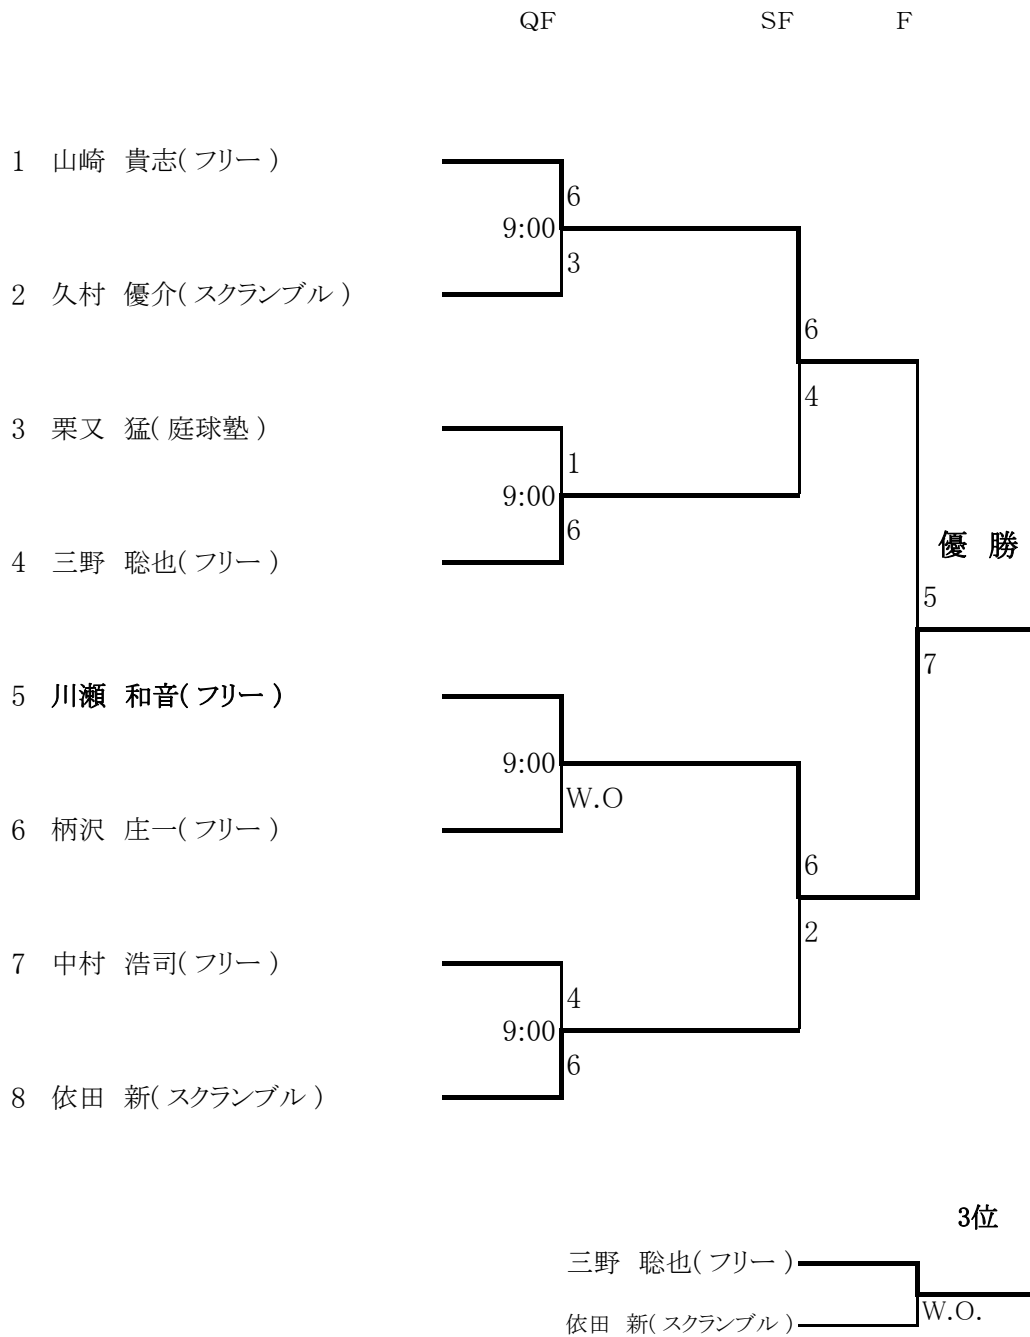 QF SF F
1 山崎 貴志( フリー )
6
9:00
3
2 久村 優介( スクランブル )
6
4
3 栗又 猛( 庭球塾 )
1
9:00
6
4 三野 聡也( フリー )
優 勝
5
7
5 川瀬 和音( フリー )
9:00
W.O
6 柄沢 庄一( フリー )
6
2
7 中村 浩司( フリー )
4
9:00
6
8 依田 新( スクランブル )
3位
三野 聡也( フリー )
W.O.
依田 新( スクランブル )